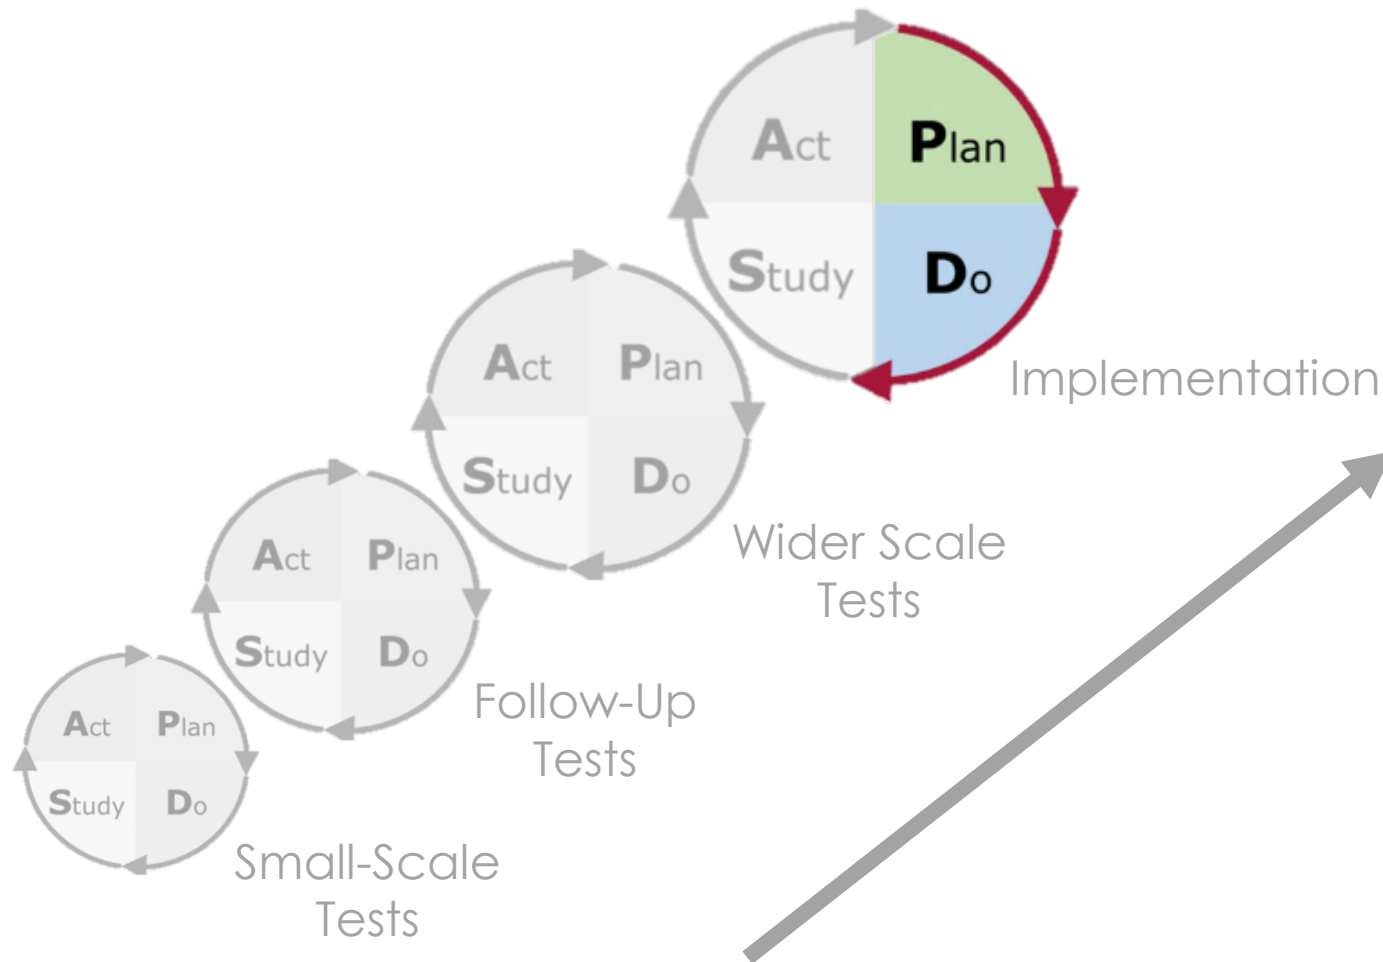 Act Plan
Study Do
Implementation
Act Plan
Study Do
Wider Scale
Tests
Act Plan
Study Do
Follow-Up
Tests
Act Plan
Study Do
Small-Scale
Tests